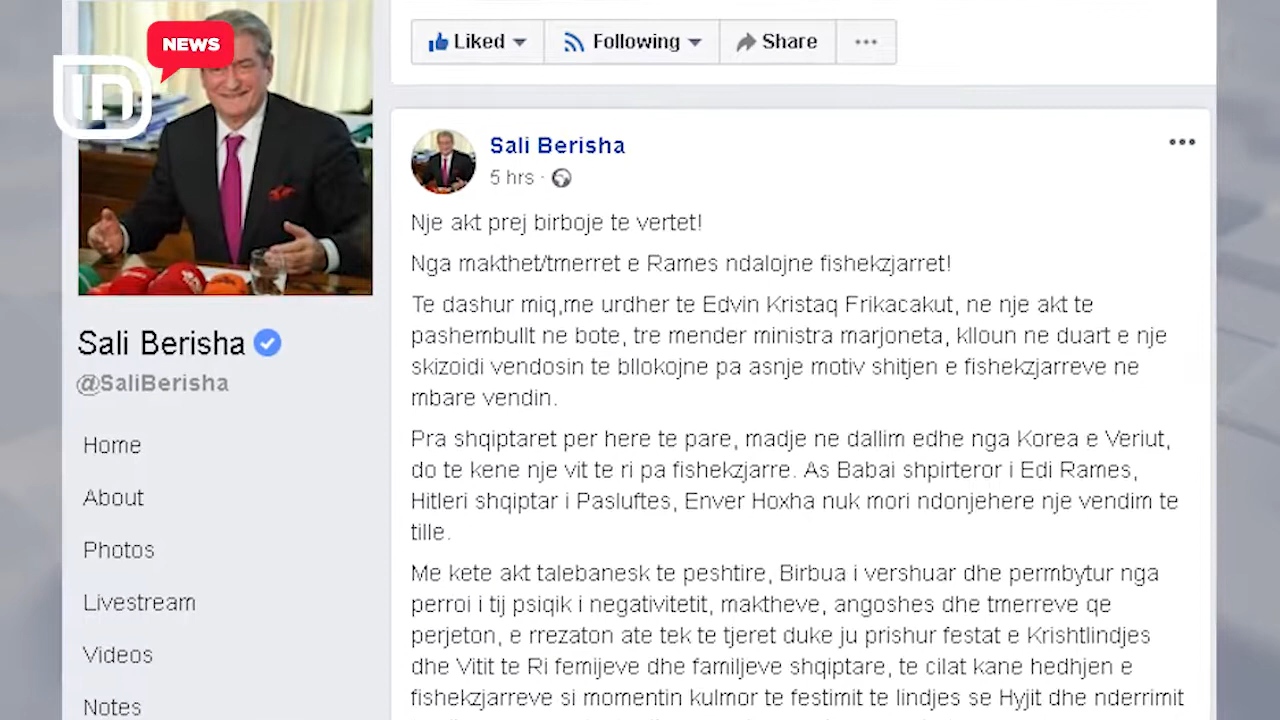 NEWS
IN
Liked
Following
Share
Sali Berisha
@SaliBerisha
Home
About
Photos
Livestream
Videos
Notes
Sali Berisha
5 hrs ·
Nje akt prej birboje te vertet!
Nga makthet/tmerret e Rames ndalojne fishekzjarret!
Te dashur miq,me urdher te Edvin Kristaq Frikacakut, ne nje akt te
pashembullt ne bote, tre mender ministra marjoneta, klloun ne duart e nje
skizoidi vendosin te bllokojne pa asnje motiv shitjen e fishekzjarreve ne
mbare vendin.
Pra shqiptaret per here te pare, madje ne dallim edhe nga Korea e Veriut,
do te kene nje vit te ri pa fishekzjarre. As Babai shpirteror i Edi Rames,
Hitleri shqiptar i Pasluftes, Enver Hoxha nuk mori ndonjehere nje vendim te
tille.
Me kete akt talebanesk te peshtire, Birbua i vershuar dhe permbytur nga
perroi i tij psiqik i negativitetit, maktheve, angoshes dhe tmerreve qe
perjeton, e rrezaton ate tek te tjeret duke ju prishur festat e Krishtlindjes
dhe Vitit te Ri femijeve dhe familjeve shqiptare, te cilat kane hedhjen e
fishekzjarreve si momentin kulmor te festimit te lindjes se Hyjit dhe nderrimit